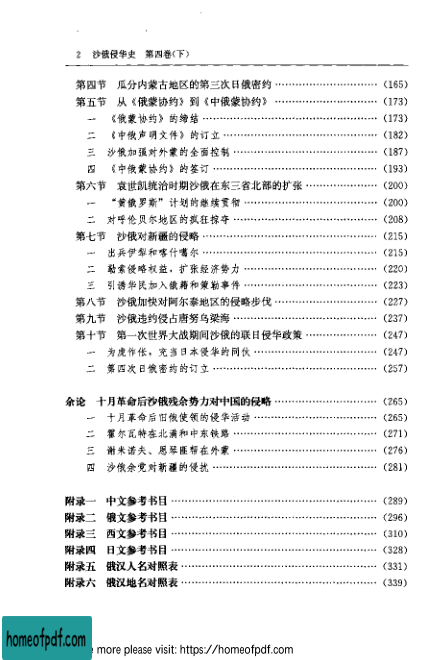 2 沙俄侵华史 第四卷(下)
第四节 瓜分内蒙古地区的第三次日俄密约 ……………… (165)
第五节 从《俄蒙协约》到《中俄蒙协约》 ……………… (173)
一 《俄蒙协约》的缔结 ……………… (173)
二 《中俄声明文件》的订立 ……………… (182)
三 沙俄加强对外蒙的全面控制 ……………… (187)
四 《中俄蒙协约》的签订 ……………… (193)
第六节 袁世凯统治时期沙俄在东三省北部的扩张 ……………… (200)
一 “黄俄罗斯”计划的继续贯彻 ……………… (200)
二 对呼伦贝尔地区的疯狂掠夺 ……………… (208)
第七节 沙俄对新疆的侵略 ……………… (215)
一 出兵伊犁和喀什噶尔 ……………… (215)
二 勒索侵略权益，扩张经济势力 ……………… (220)
三 引诱华民加入俄籍和策勒事件 ……………… (223)
第八节 沙俄加快对阿尔泰地区的侵略步伐 ……………… (227)
第九节 沙俄违约侵占唐努乌梁海 ……………… (237)
第十节 第一次世界大战期间沙俄的联日侵华政策 ……………… (247)
一 为虎作伥，充当日本侵华的同伙 ……………… (247)
二 第四次日俄密约的订立 ……………… (257)
余论 十月革命后沙俄残余势力对中国的侵略 ……………… (265)
一 十月革命后旧俄使领的侵华活动 ……………… (265)
二 霍尔瓦特在北满和中东铁路 ……………… (271)
三 谢米诺夫、恩琴匪帮在外蒙 ……………… (276)
四 沙俄余党对新疆的侵扰 ……………… (281)
附录一 中文参考书目 ……………… (289)
附录二 俄文参考书目 ……………… (296)
附录三 西文参考书目 ……………… (310)
附录四 日文参考书目 ……………… (328)
附录五 俄汉人名对照表 ……………… (331)
附录六 俄汉地名对照表 ……………… (339)
homeofpdf.com
more please visit: https://homeofpdf.com